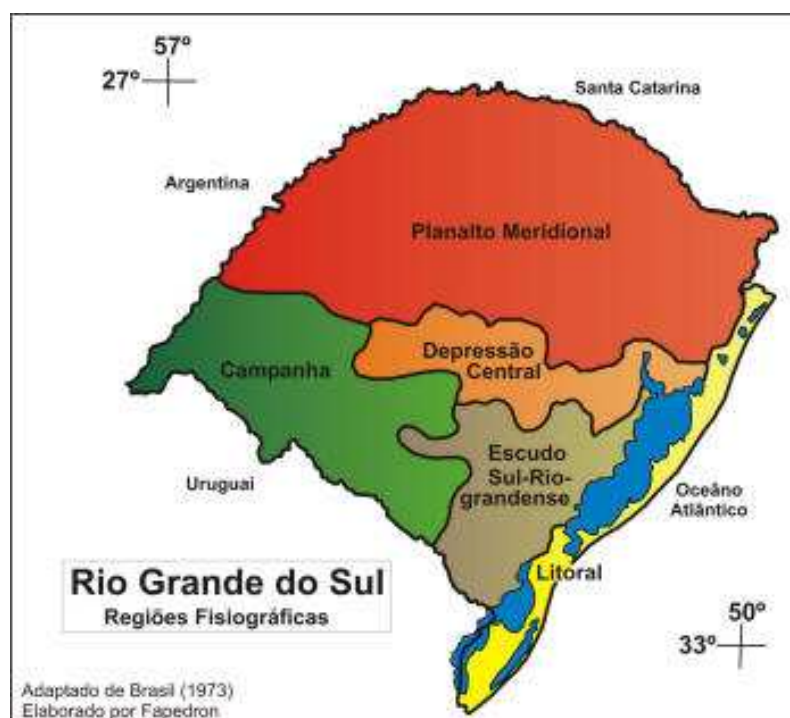 57º
27º
Santa Catarina
Argentina
Planalto Meridional
Depressão
Central
Campanha
Escudo
Sul-Rio-
grandense
Uruguai
Oceâno
Atlântico
Litoral
Rio Grande do Sul
Regiões Fisiográficas
50º
33º
Adaptado de Brasil (1973)
Elaborado por Fapedron